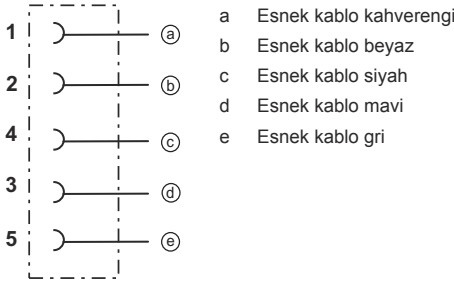 1 a
2 b
4 c
3 d
5 e
a Esnek kablo kahverengi
b Esnek kablo beyaz
c Esnek kablo siyah
d Esnek kablo mavi
e Esnek kablo gri